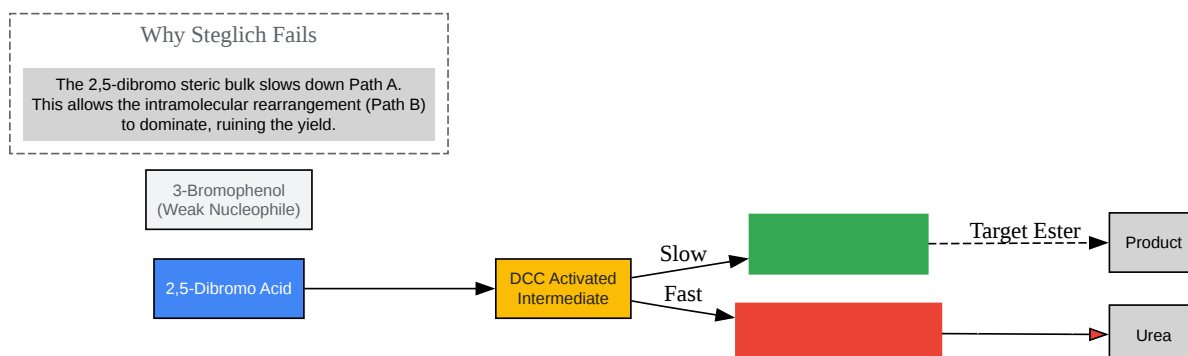 Why Steglich Fails
The 2,5-dibromo steric bulk slows down Path A.
This allows the intramolecular rearrangement (Path B)
to dominate, ruining the yield.
3-Bromophenol
(Weak Nucleophile)
2,5-Dibromo Acid
DCC Activated
Intermediate
Slow
Fast
Target Ester
Product
Urea